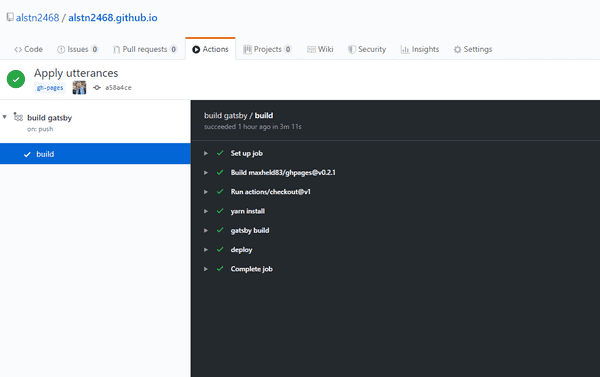 alstn2468 / alstn2468.github.io
Code Issues 0 Pull requests 0 Actions Projects 0 Wiki Security Insights Settings
Apply utterances
gh-pages a58a4ce
build gatsby
on: push
build
build gatsby / build
succeeded 1 hour ago in 3m 11s
Set up job
Build maxheld83/ghpages@v0.2.1
Run actions/checkout@v1
yarn install
gatsby build
deploy
Complete job